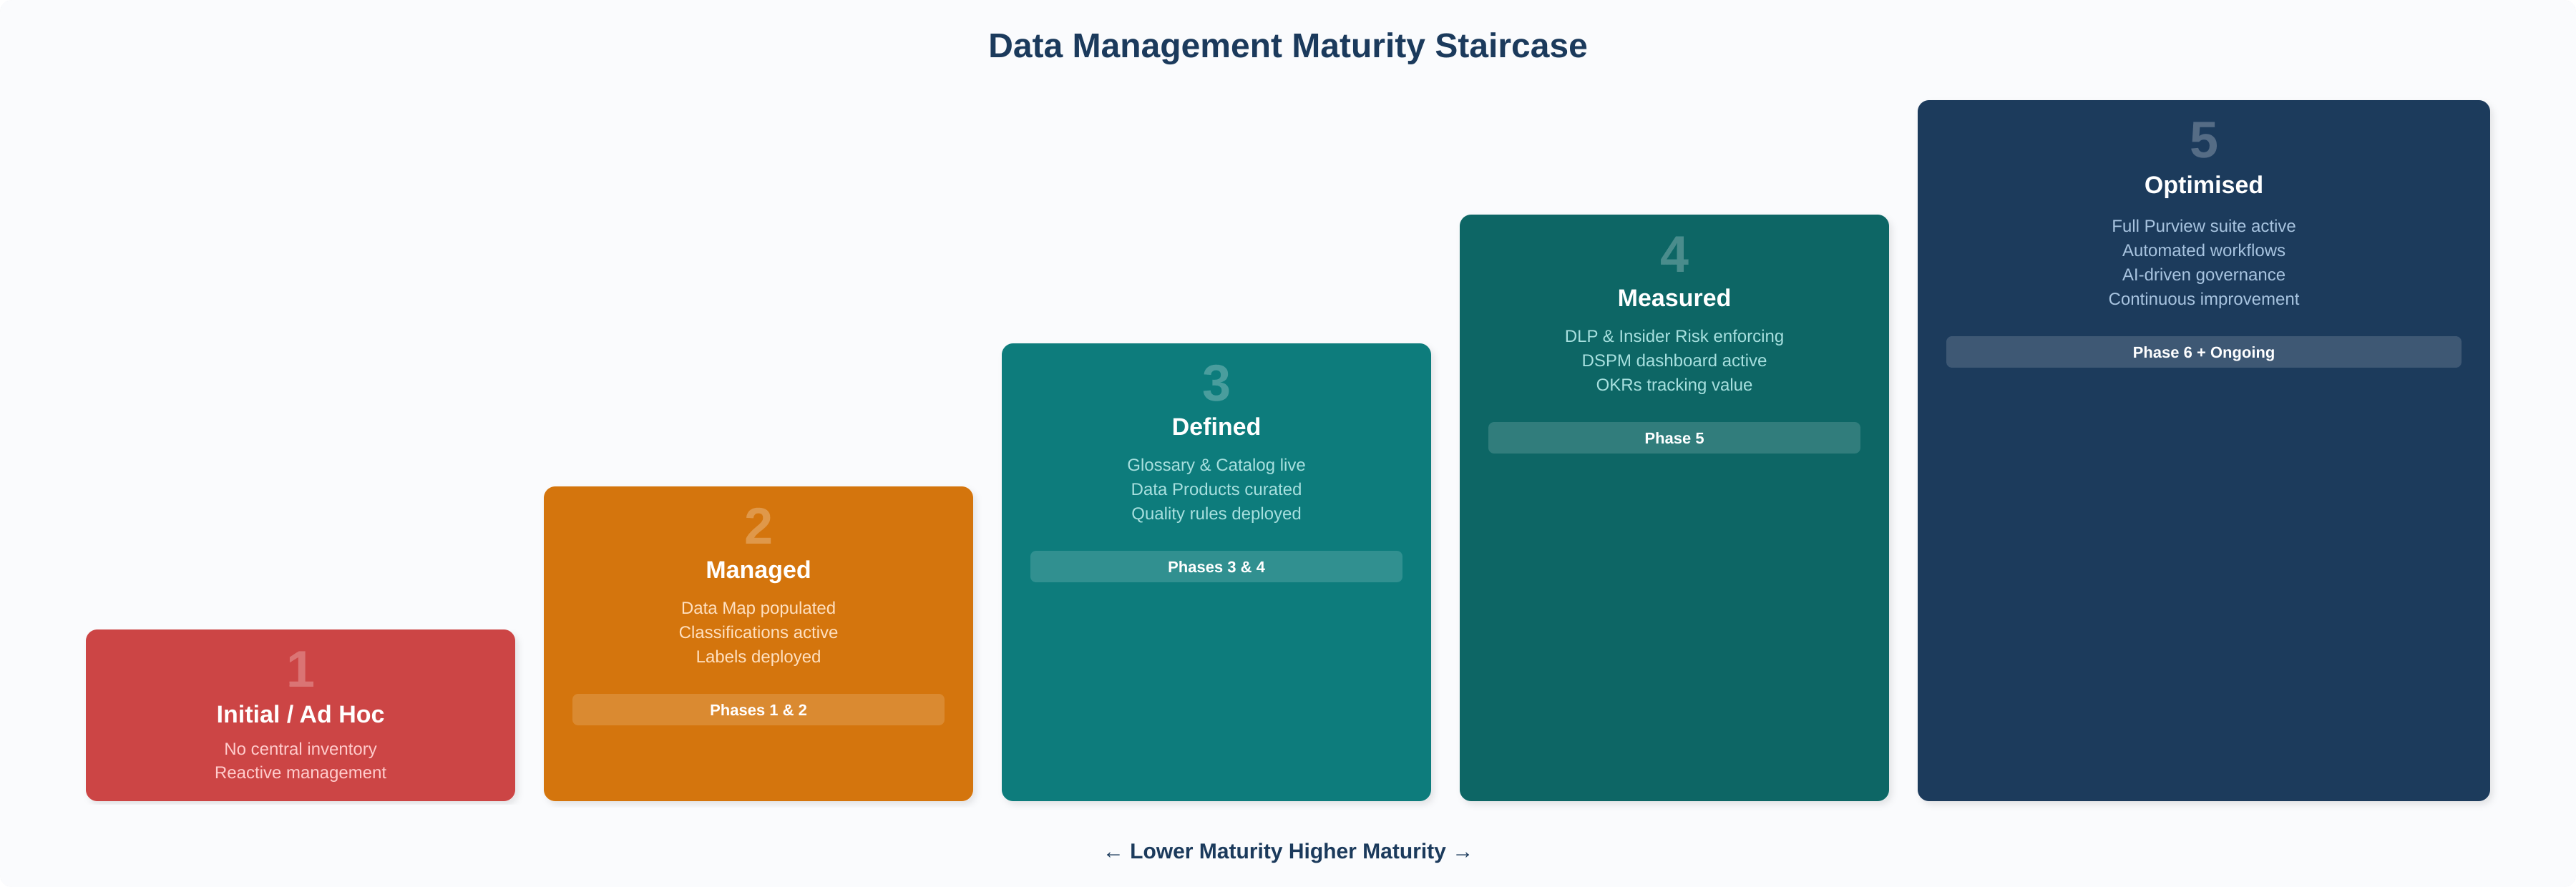 Data Management Maturity Staircase
1
Initial / Ad Hoc
No central inventory
Reactive management
2
Managed
Data Map populated
Classifications active
Labels deployed
Phases 1 & 2
3
Defined
Glossary & Catalog live
Data Products curated
Quality rules deployed
Phases 3 & 4
4
Measured
DLP & Insider Risk enforcing
DSPM dashboard active
OKRs tracking value
Phase 5
5
Optimised
Full Purview suite active
Automated workflows
AI-driven governance
Continuous improvement
Phase 6 + Ongoing
← Lower Maturity Higher Maturity →